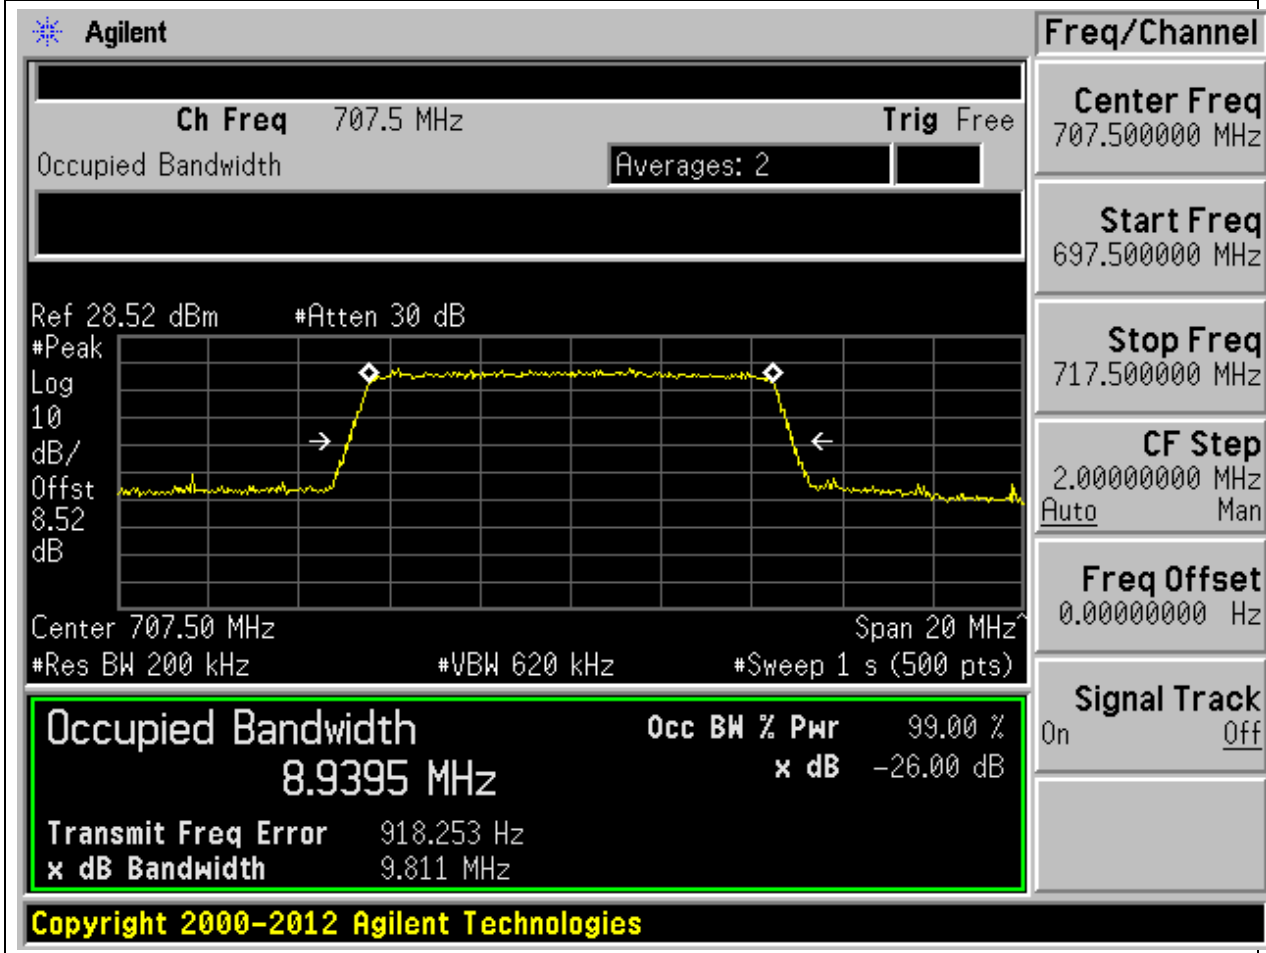 Agilent
Freq/Channel
Ch Freq 707.5 MHz Trig Free
Occupied Bandwidth Averages: 2
Center Freq
707.500000 MHz
Start Freq
697.500000 MHz
Stop Freq
717.500000 MHz
CF Step
2.00000000 MHz
Auto Man
Freq Offset
0.00000000 Hz
Signal Track
On Off
Ref 28.52 dBm #Atten 30 dB
#Peak
Log
10
dB/
Offst
8.52
dB
Center 707.50 MHz Span 20 MHz^
#Res BW 200 kHz #VBW 620 kHz #Sweep 1 s (500 pts)
Occupied Bandwidth Occ BW % Pwr 99.00 %
8.9395 MHz x dB -26.00 dB
Transmit Freq Error 918.253 Hz
x dB Bandwidth 9.811 MHz
Copyright 2000-2012 Agilent Technologies